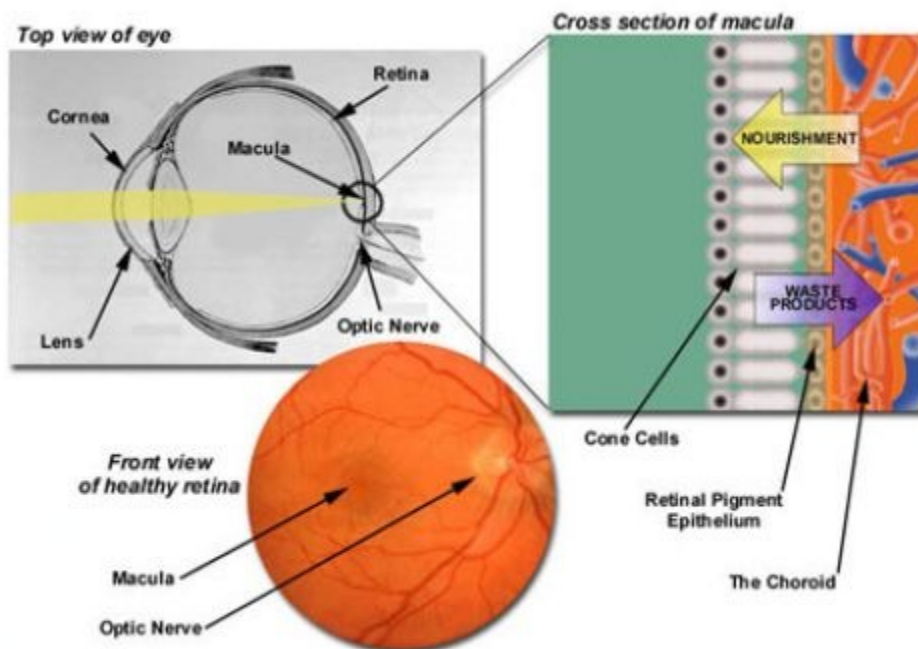 Top view of eye
Cornea
Retina
Macula
Lens
Optic Nerve
Cross section of macula
NOURISHMENT
WASTE
PRODUCTS
Cone Cells
Retinal Pigment
Epithelium
The Choroid
Front view
of healthy retina
Macula
Optic Nerve